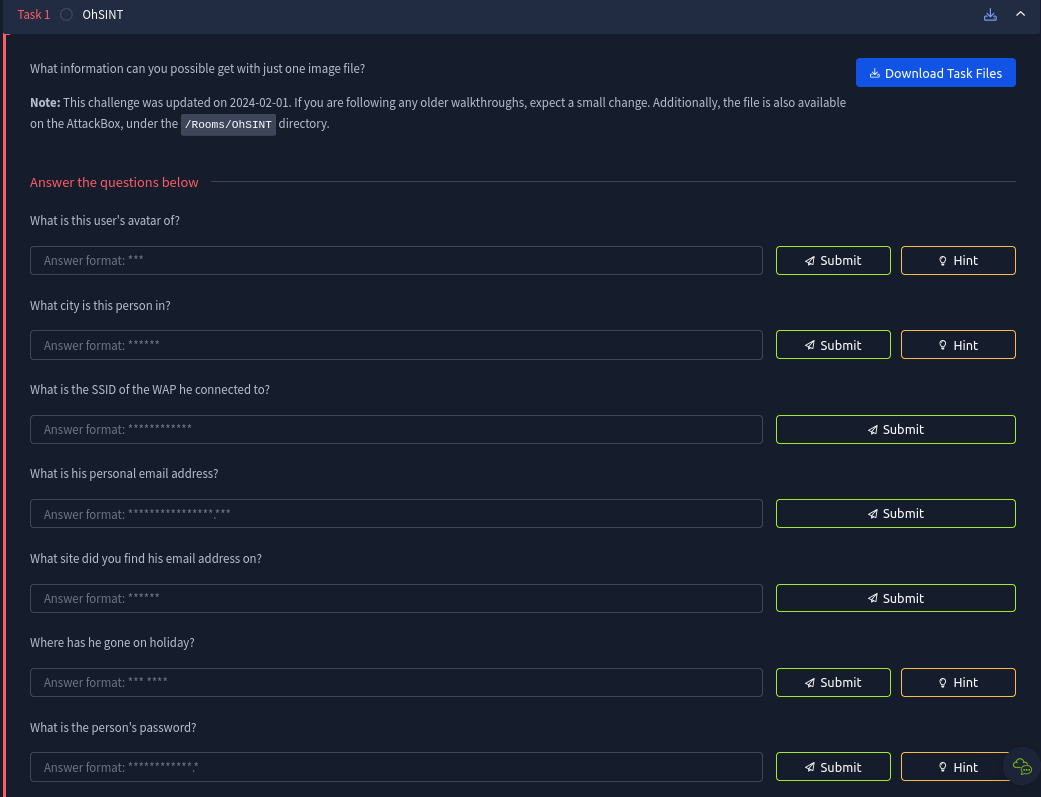 Task 1 OhSINT
What information can you possible get with just one image file?
Download Task Files
Note: This challenge was updated on 2024-02-01. If you are following any older walkthroughs, expect a small change. Additionally, the file is also available
on the AttackBox, under the /Rooms/OhSINT directory.
Answer the questions below
What is this user's avatar of?
Answer format: *** Submit Hint
What city is this person in?
Answer format: ****** Submit Hint
What is the SSID of the WAP he connected to?
Answer format: ************ Submit
What is his personal email address?
Answer format: ****************.*** Submit
What site did you find his email address on?
Answer format: ****** Submit
Where has he gone on holiday?
Answer format: *** **** Submit Hint
What is the person's password?
Answer format: ************.* Submit Hint